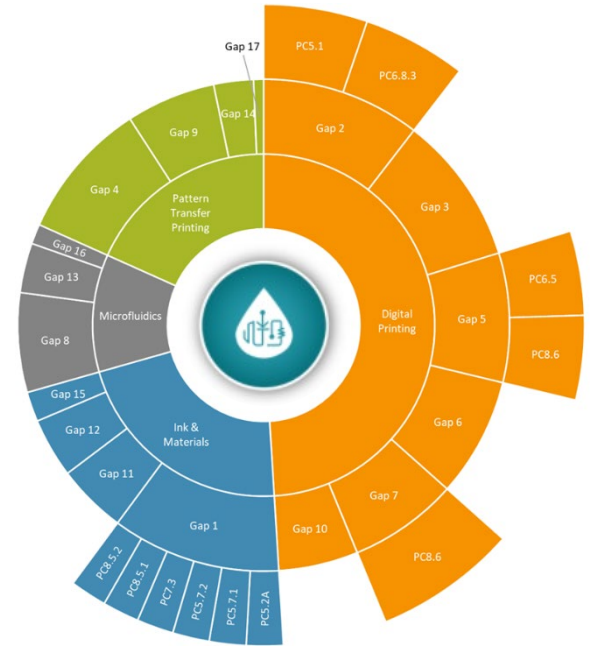 Gap 17
PC5.1
PC6.8.3
Gap 2
Gap 3
PC6.5
Gap 5
PC8.6
Gap 6
Gap 7
PC8.6
Gap 10
Digital
Printing
Gap 14
Gap 9
Gap 4
Pattern
Transfer
Printing
Gap 16
Gap 13
Gap 8
Microfluidics
Gap 15
Gap 12
Gap 11
Gap 1
Ink &
Materials
PC8.5.2
PC8.5.1
PC7.3
PC5.7.2
PC5.7.1
PC5.2A